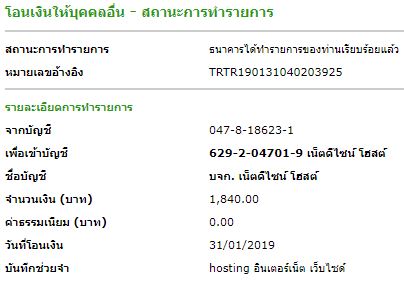 โอนเงินให้บุคคลอื่น - สถานะการทำรายการ
สถานะการทำรายการ ธนาคารได้ทำรายการของท่านเรียบร้อยแล้ว
หมายเลขอ้างอิง TRTR190131040203925
รายละเอียดการทำรายการ
จากบัญชี 047-8-18623-1
เพื่อเข้าบัญชี 629-2-04701-9 เน็ตดีไซน์ โฮสต์
ชื่อบัญชี บจก. เน็ตดีไซน์ โฮสต์
จำนวนเงิน (บาท) 1,840.00
ค่าธรรมเนียม (บาท) 0.00
วันที่โอนเงิน 31/01/2019
บันทึกช่วยจำ hosting อินเตอร์เน็ต เว็บไซด์